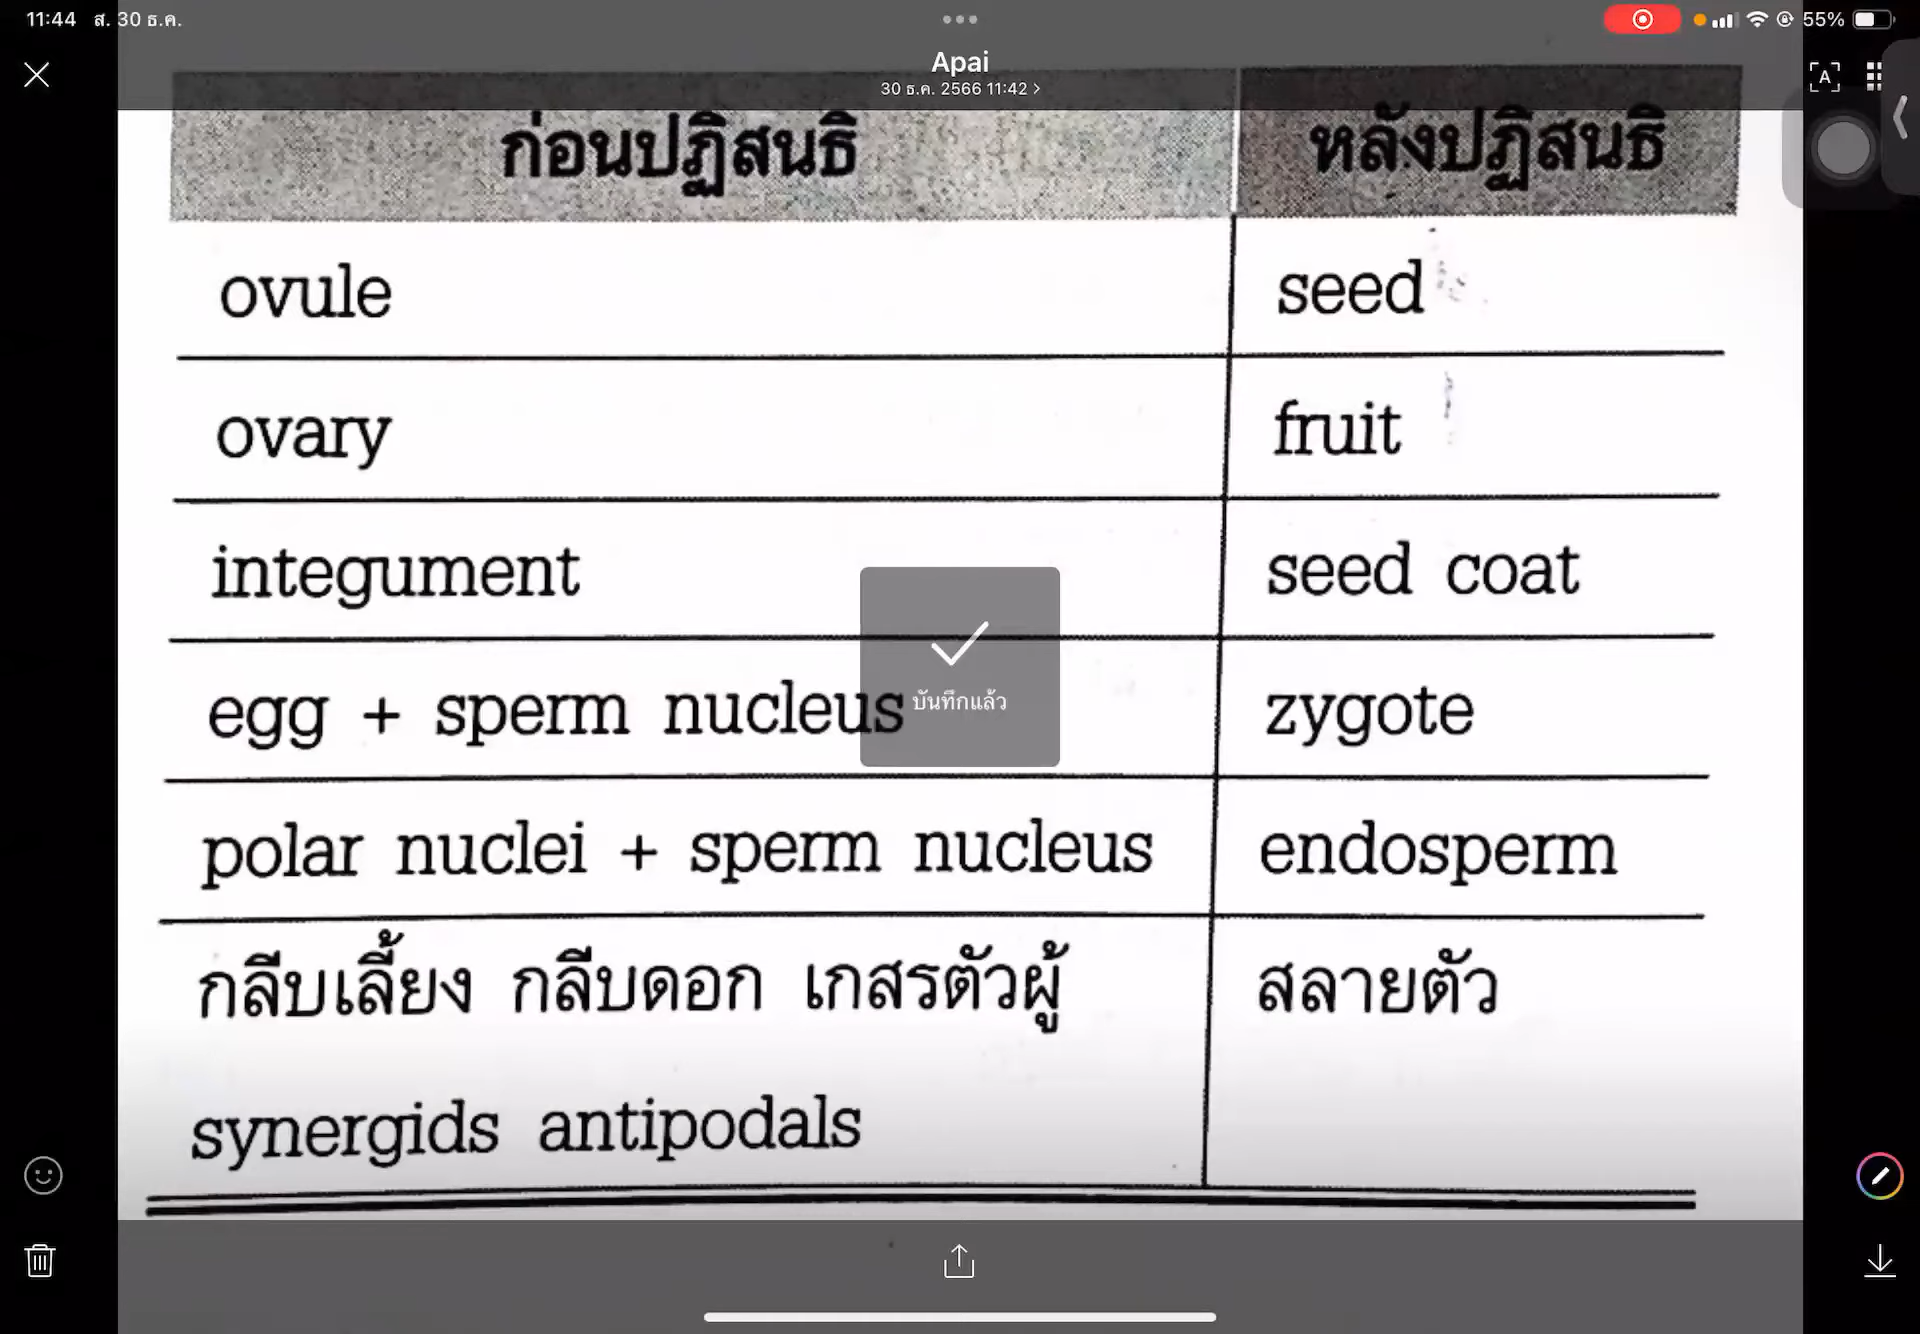 11:44 ส. 30 ธ.ค.
55%
Apai
30 ธ.ค. 2566 11:42
A
ก่อนปฏิสนธิ หลังปฏิสนธิ
ovule seed
ovary fruit
integument seed coat
egg + sperm nucleus zygote
บันทึกแล้ว
polar nuclei + sperm nucleus endosperm
กลีบเลี้ยง กลีบดอก เกสรตัวผู้ สลายตัว
synergids antipodals